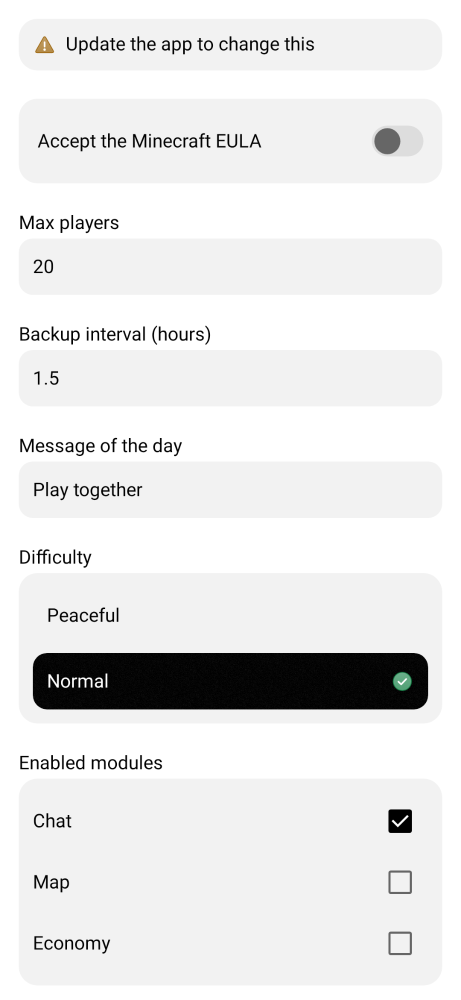 Update the app to change this
Accept the Minecraft EULA
Max players
20
Backup interval (hours)
1.5
Message of the day
Play together
Difficulty
Peaceful
Normal
Enabled modules
Chat
Map
Economy